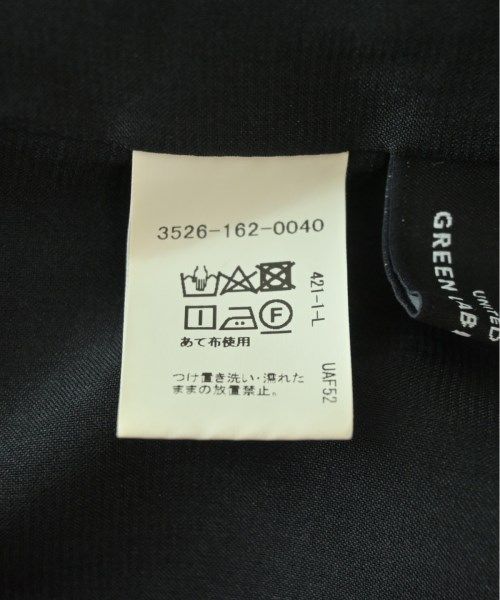 3526-162-0040
あて布使用
つけ置き洗い・濡れた
ままの放置禁止。
421-1-L
UAF52
UNITED
GREEN LAB